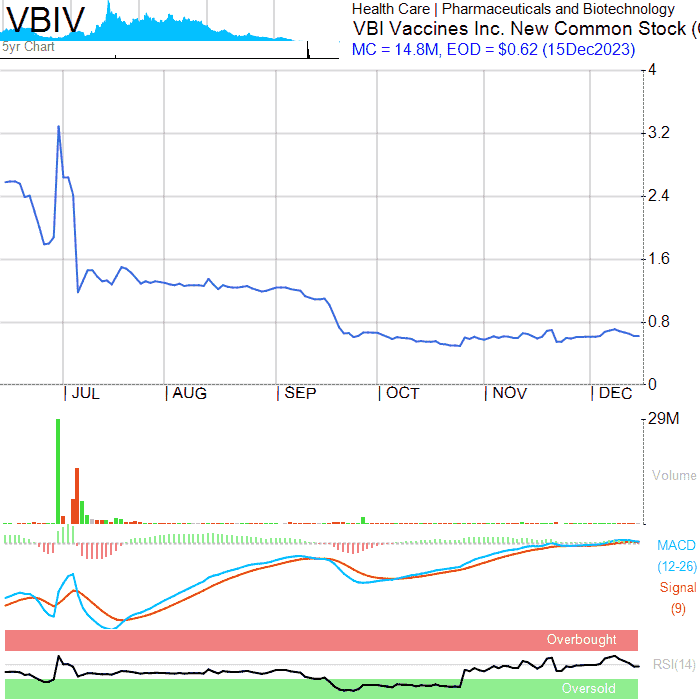 VBIV
5yr Chart
Health Care | Pharmaceuticals and Biotechnology
VBI Vaccines Inc. New Common Stock (
MC = 14.8M, EOD = $0.62 (15Dec2023)
4
3.2
2.4
1.6
0.8
0
| JUL | AUG | SEP | OCT | NOV | DEC
29M
Volume
MACD
(12-26)
Signal
(9)
Overbought
RSI(14)
Oversold